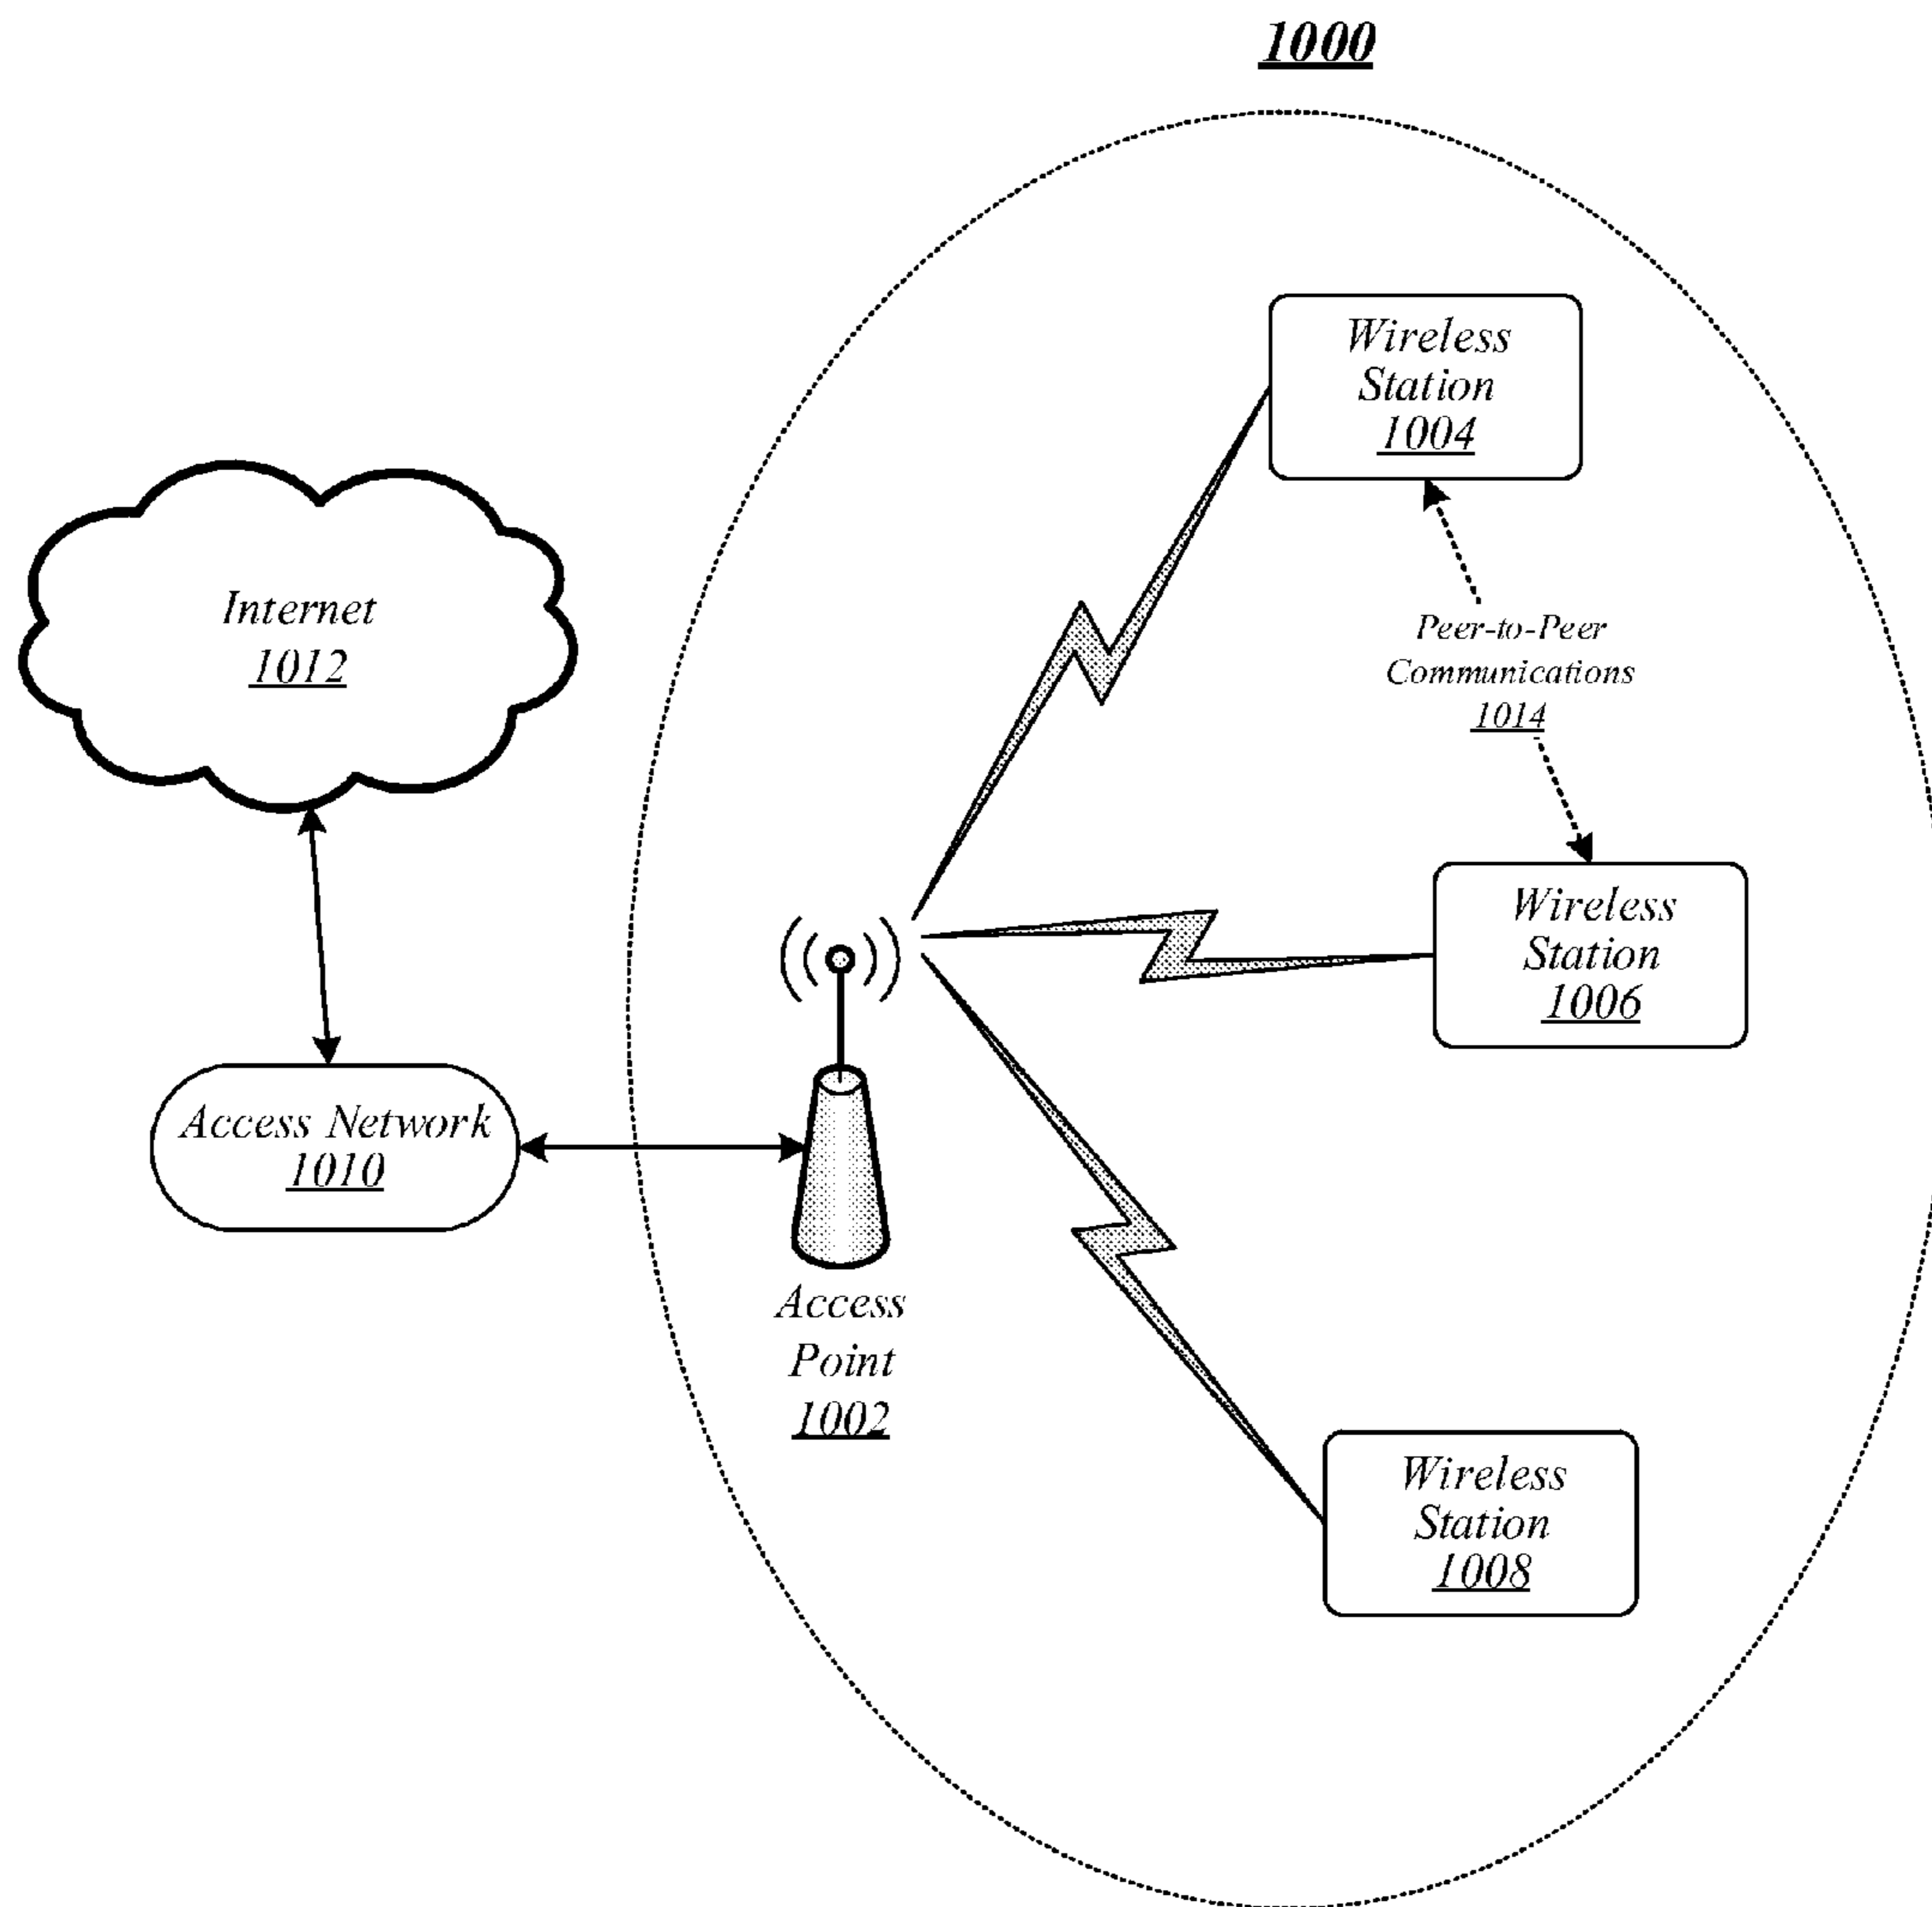 1000
Wireless
Station
1004
Internet
1012
Peer-to-Peer
Communications
1014
Wireless
Station
1006
Access Network
1010
Access
Point
1002
Wireless
Station
1008